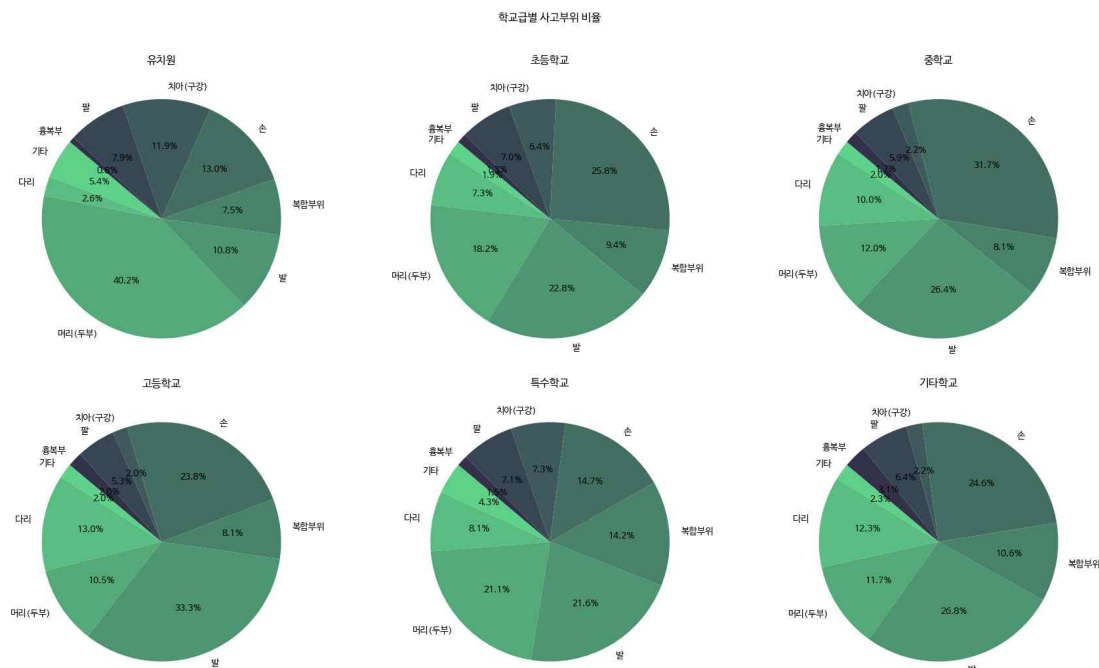 학교급별 사고부위 비율
유치원
치아(구강)
팔
손
흉복부
기타
다리
복합부위
발
머리(두부)
11.9%
7.9%
13.0%
0.8%
5.4%
2.6%
7.5%
10.8%
40.2%
초등학교
치아(구강)
팔
손
흉복부
기타
다리
복합부위
머리(두부)
발
6.4%
7.0%
25.8%
1.9%
7.3%
9.4%
18.2%
22.8%
중학교
치아(구강)
팔
손
흉복부
기타
다리
복합부위
머리(두부)
발
2.2%
5.9%
31.7%
2.0%
10.0%
8.1%
12.0%
26.4%
고등학교
치아(구강)
팔
손
흉복부
기타
다리
복합부위
머리(두부)
발
2.0%
5.3%
23.8%
2.0%
2.0%
13.0%
8.1%
10.5%
33.3%
특수학교
치아(구강)
팔
손
흉복부
기타
다리
복합부위
머리(두부)
발
7.3%
7.1%
14.7%
4.3%
8.1%
14.2%
21.1%
21.6%
기타학교
치아(구강)
팔
손
흉복부
기타
다리
복합부위
머리(두부)
발
2.2%
6.4%
24.6%
3.1%
2.3%
12.3%
10.6%
11.7%
26.8%